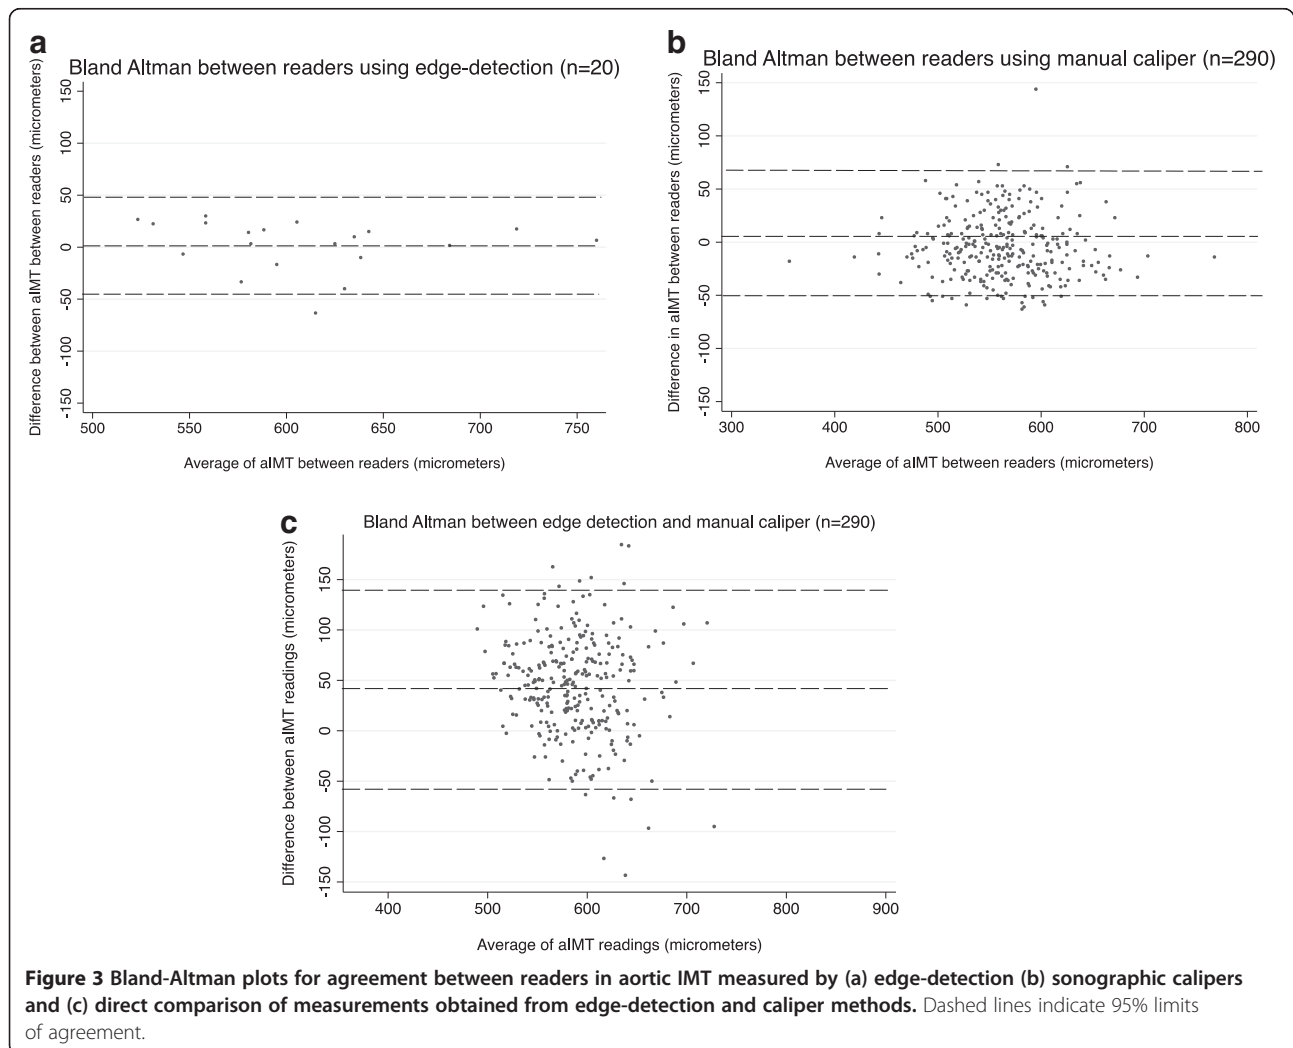 a
Bland Altman between readers using edge-detection (n=20)
Difference between aIMT between readers (micrometers)
150
100
50
0
-50
-100
-150
500 550 600 650 700 750
Average of aIMT between readers (micrometers)
b
Bland Altman between readers using manual caliper (n=290)
Difference in aIMT between readers (micrometers)
150
100
50
0
-50
-100
-150
300 400 500 600 700 800
Average of aIMT between readers (micrometers)
c
Bland Altman between edge detection and manual caliper (n=290)
Difference between aIMT readings (micrometers)
150
100
50
0
-50
-100
-150
400 500 600 700 800 900
Average of aIMT readings (micrometers)
Figure 3 Bland-Altman plots for agreement between readers in aortic IMT measured by (a) edge-detection (b) sonographic calipers
and (c) direct comparison of measurements obtained from edge-detection and caliper methods. Dashed lines indicate 95% limits
of agreement.